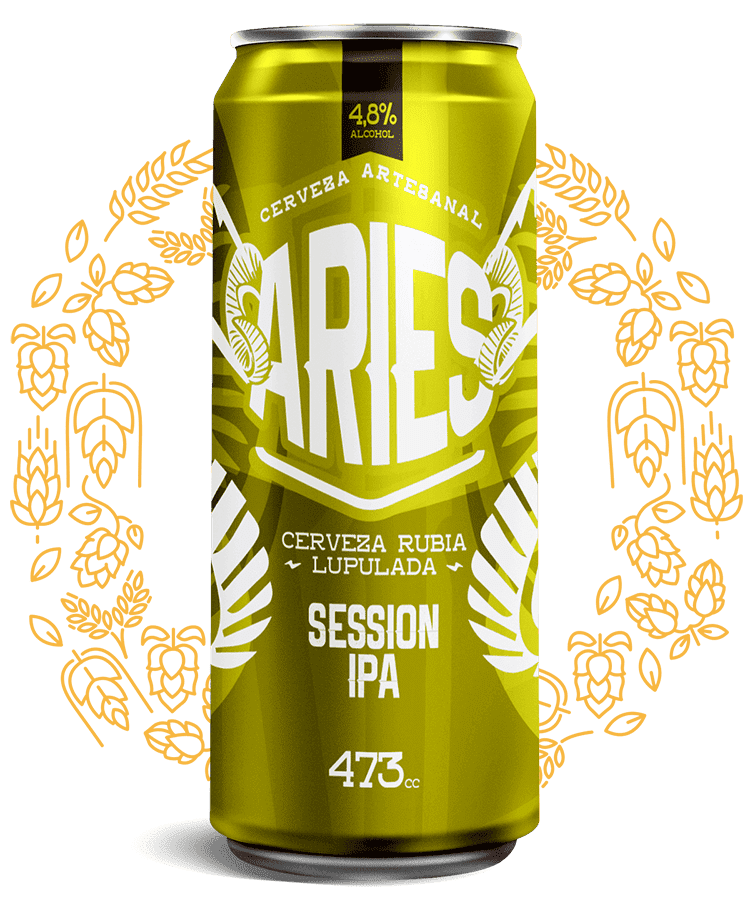 4,8%
ALCOHOL
CERVEZA ARTESANAL
ARIES
CERVEZA RUBIA
LUPULADA
SESSION
IPA
473cc